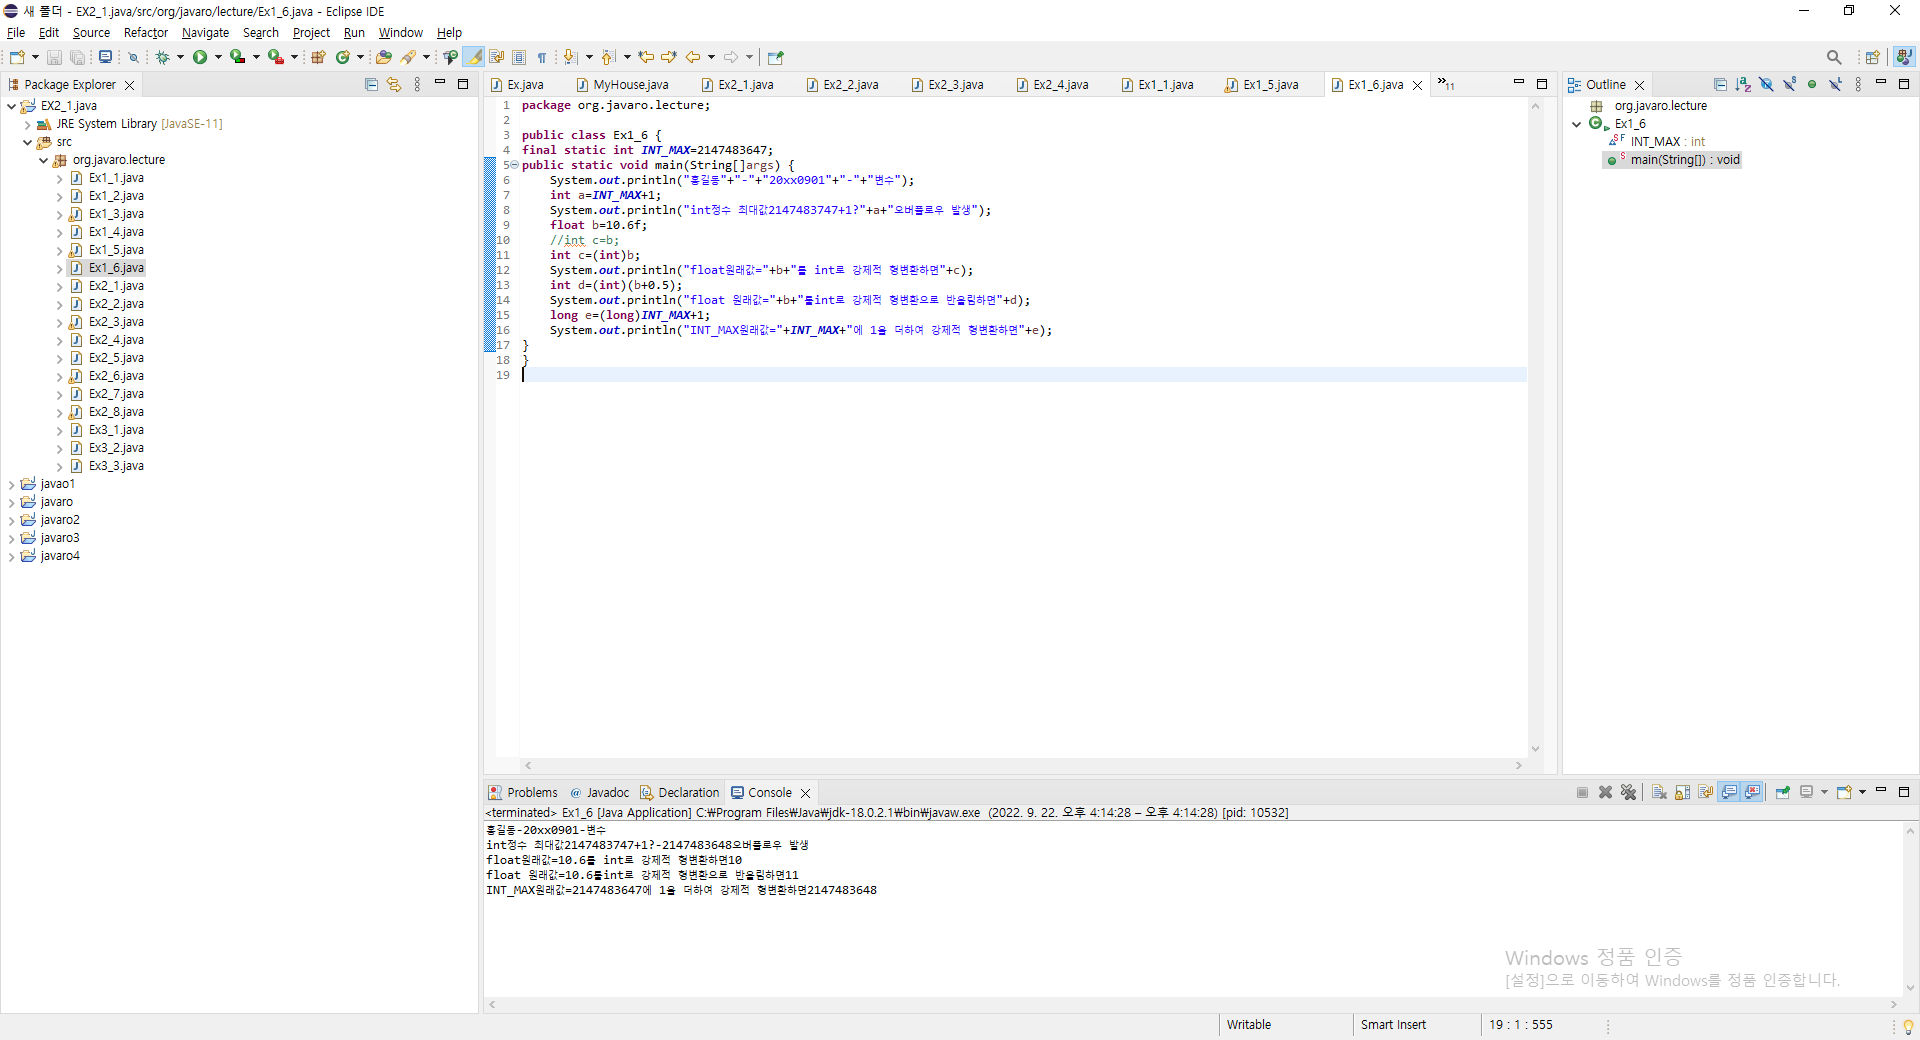 새 폴더 - EX2_1.java/src/org/javaro/lecture/Ex1_6.java - Eclipse IDE
File Edit Source Refactor Navigate Search Project Run Window Help
Package Explorer
EX2_1.java
JRE System Library [JavaSE-11]
src
org.javaro.lecture
Ex1_1.java
Ex1_2.java
Ex1_3.java
Ex1_4.java
Ex1_5.java
Ex1_6.java
Ex2_1.java
Ex2_2.java
Ex2_3.java
Ex2_4.java
Ex2_5.java
Ex2_6.java
Ex2_7.java
Ex2_8.java
Ex3_1.java
Ex3_2.java
Ex3_3.java
javao1
javaro
javaro2
javaro3
javaro4
Ex.java MyHouse.java Ex2_1.java Ex2_2.java Ex2_3.java Ex2_4.java Ex1_1.java Ex1_5.java Ex1_6.java »11
1 package org.javaro.lecture;
2
3 public class Ex1_6 {
4 final static int INT_MAX=2147483647;
5 public static void main(String[]args) {
6 System.out.println("홍길동"+"-"+"20xx0901"+"-"+"변수");
7 int a=INT_MAX+1;
8 System.out.println("int정수 최대값2147483747+1?"+a+"오버플로우 발생");
9 float b=10.6f;
10 //int c=b;
11 int c=(int)b;
12 System.out.println("float원래값="+b+"를 int로 강제적 형변환하면"+c);
13 int d=(int)(b+0.5);
14 System.out.println("float 원래값="+b+"를int로 강제적 형변환으로 반올림하면"+d);
15 long e=(long)INT_MAX+1;
16 System.out.println("INT_MAX원래값="+INT_MAX+"에 1을 더하여 강제적 형변환하면"+e);
17 }
18 }
19
Outline
org.javaro.lecture
Ex1_6
INT_MAX : int
main(String[]) : void
Problems Javadoc Declaration Console
<terminated> Ex1_6 [Java Application] C:₩Program Files₩Java₩jdk-18.0.2.1₩bin₩javaw.exe (2022. 9. 22. 오후 4:14:28 – 오후 4:14:28) [pid: 10532]
홍길동-20xx0901-변수
int정수 최대값2147483747+1?-2147483648오버플로우 발생
float원래값=10.6를 int로 강제적 형변환하면10
float 원래값=10.6를int로 강제적 형변환으로 반올림하면11
INT_MAX원래값=2147483647에 1을 더하여 강제적 형변환하면2147483648
Windows 정품 인증
[설정]으로 이동하여 Windows를 정품 인증합니다.
Writable Smart Insert 19 : 1 : 555